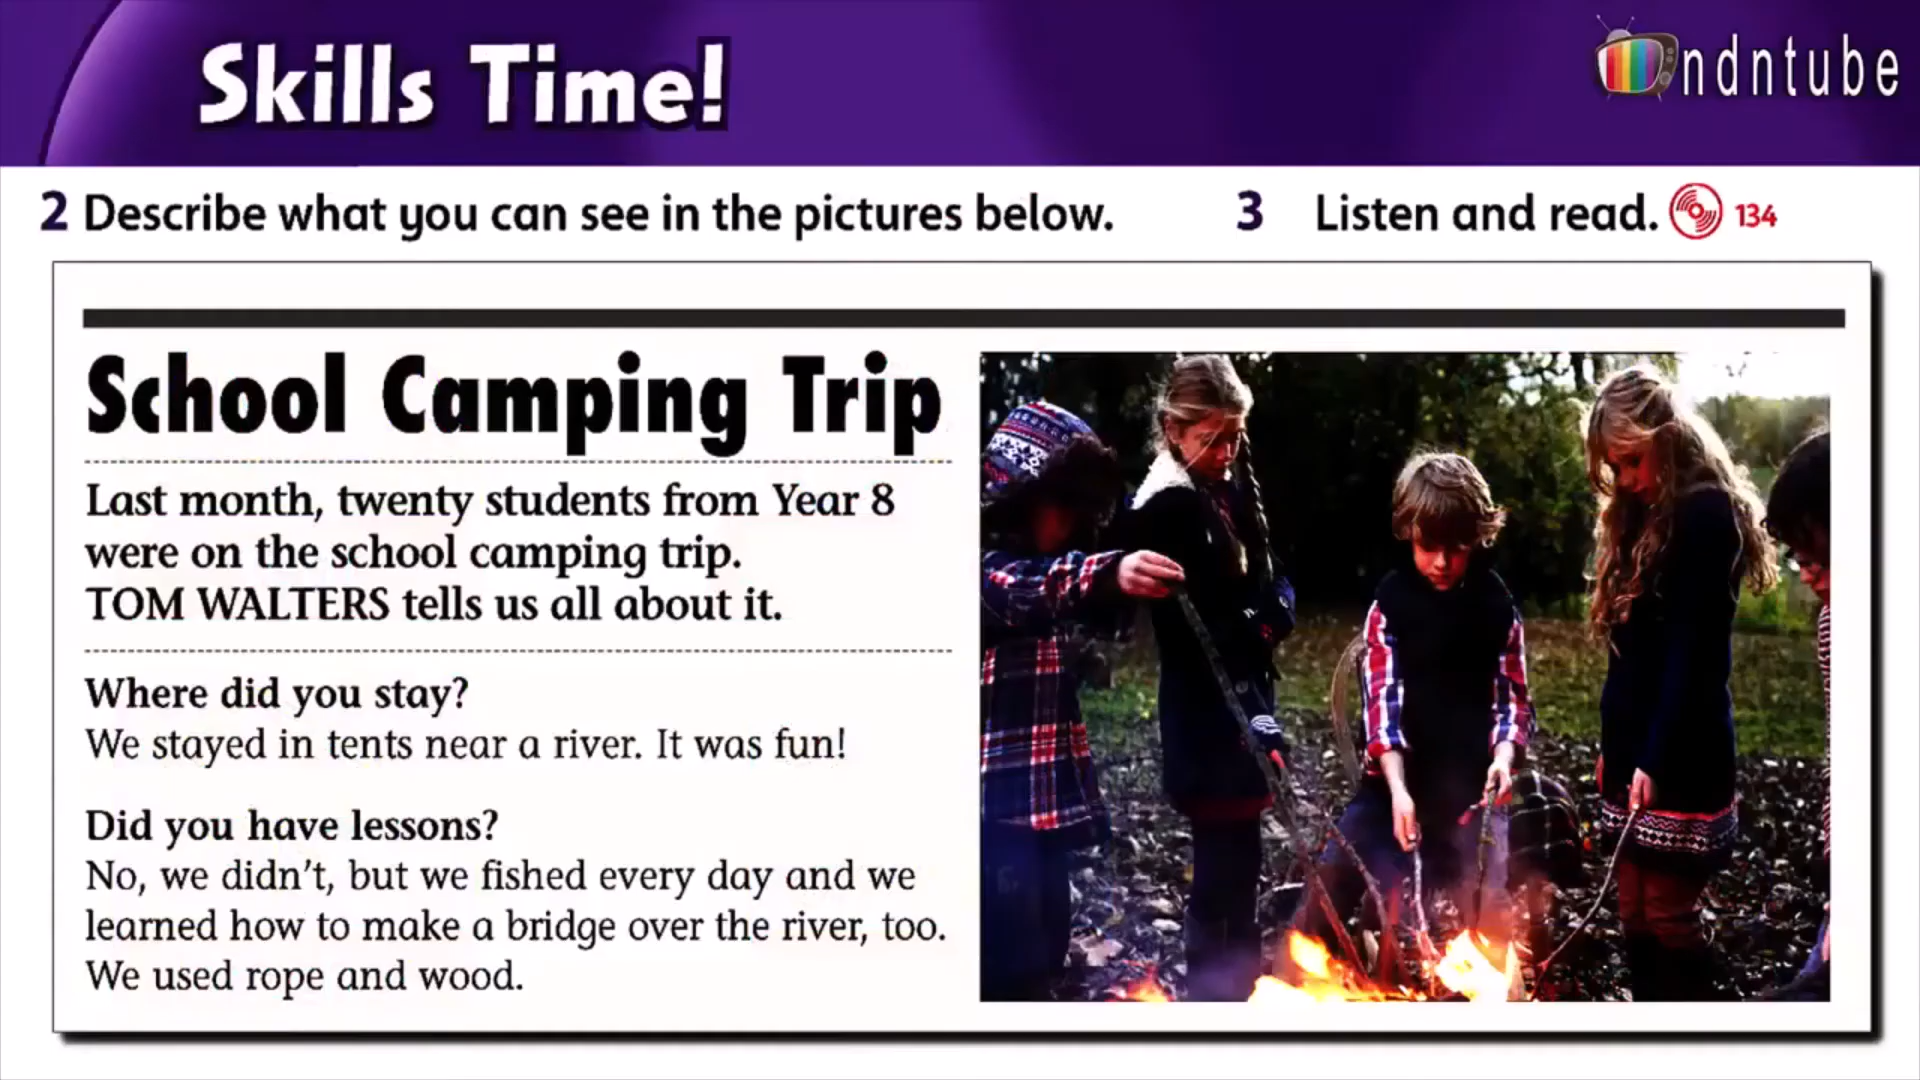 Skills Time!
ndntube
2 Describe what you can see in the pictures below.
3 Listen and read. 134
School Camping Trip
Last month, twenty students from Year 8
were on the school camping trip.
TOM WALTERS tells us all about it.
Where did you stay?
We stayed in tents near a river. It was fun!
Did you have lessons?
No, we didn't, but we fished every day and we
learned how to make a bridge over the river, too.
We used rope and wood.